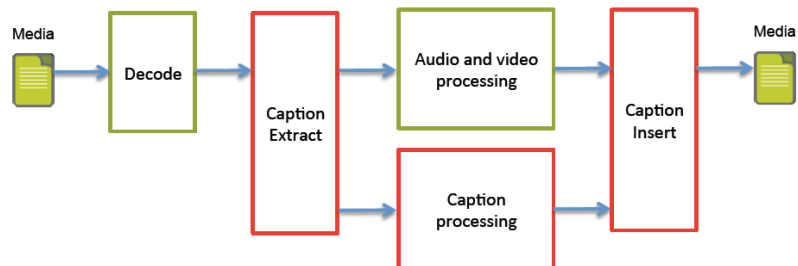 Media
Decode
Caption
Extract
Audio and video
processing
Caption
processing
Caption
Insert
Media